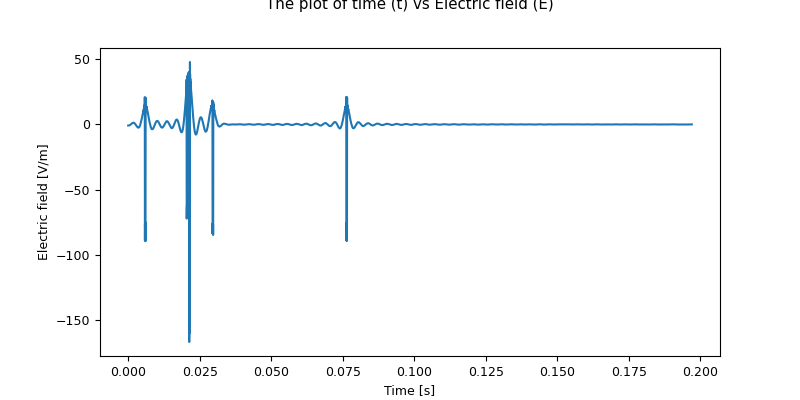 The plot of time (t) vs Electric field (E)
50
0
−50
−100
−150
Electric field [V/m]
0.000 0.025 0.050 0.075 0.100 0.125 0.150 0.175 0.200
Time [s]